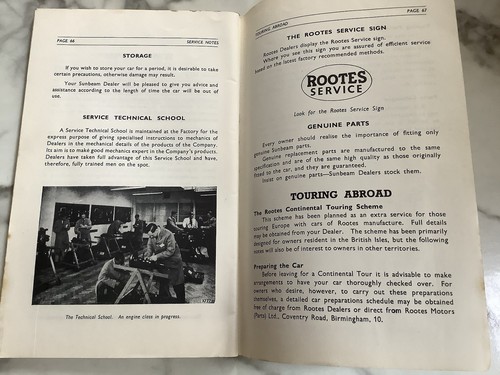 PAGE 66 SERVICE NOTES
STORAGE
If you wish to store your car for a period, it is desirable to take
certain precautions, otherwise damage may result.
Your Sunbeam Dealer will be pleased to give you advice and
assistance according to the length of time the car will be out of
use.
SERVICE TECHNICAL SCHOOL
A Service Technical School is maintained at the Factory for the
express purpose of giving specialised instructions to mechanics of
Dealers in the mechanical details of the products of the Company.
Its aim is to make good mechanics expert in the Company's products.
Dealers have taken full advantage of this Service School and have,
therefore, fully trained men on the spot.
The Technical School. An engine class in progress.
TOURING ABROAD PAGE 67
THE ROOTES SERVICE SIGN
Rootes Dealers display the Rootes Service sign.
Where you see this sign you are assured of efficient service
based on the latest factory recommended methods.
ROOTES
SERVICE
Look for the Rootes Service Sign
GENUINE PARTS
Every owner should realise the importance of fitting only
genuine Sunbeam parts.
Genuine replacement parts are manufactured to the same
specification and are of the same high quality as those originally
fitted to the car, and they are guaranteed.
Insist on genuine parts—Sunbeam Dealers stock them.
TOURING ABROAD
The Rootes Continental Touring Scheme
This scheme has been planned as an extra service for those
touring Europe with cars of Rootes manufacture. Full details
may be obtained from your Dealer. The scheme has been primarily
designed for owners resident in the British Isles, but the following
notes will also be of interest to owners in other territories.
Preparing the Car
Before leaving for a Continental Tour it is advisable to make
arrangements to have your car thoroughly checked over. For
owners who desire, however, to carry out these preparations
themselves, a detailed car preparations schedule may be obtained
free of charge from Rootes Dealers or direct from Rootes Motors
(Parts) Ltd., Coventry Road, Birmingham, 10.